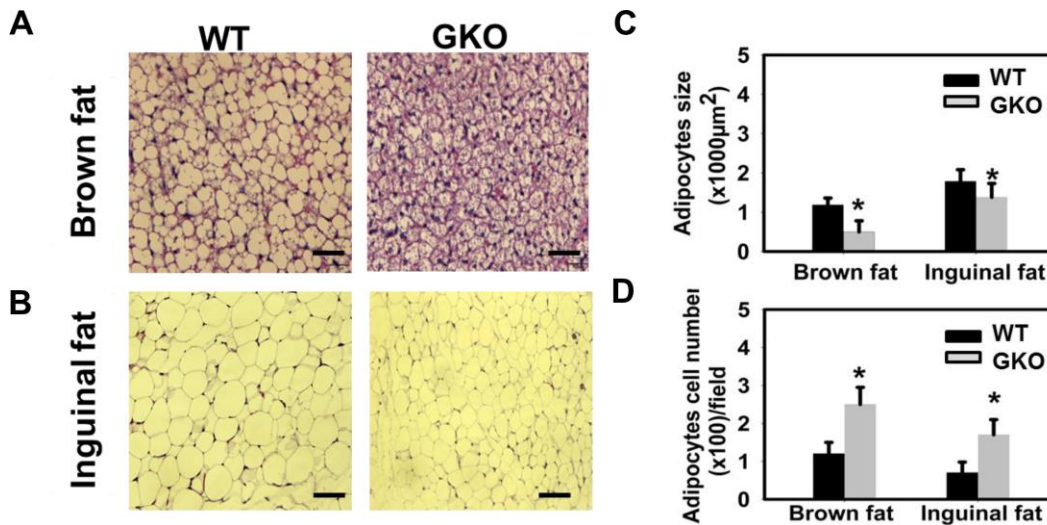 A
WT
GKO
Brown fat
B
Inguinal fat
C
Adipocytes size
(x1000µm²)
5
4
3
2
1
0
WT
GKO
*
*
Brown fat
Inguinal fat
D
Adipocytes cell number
(x100)/field
5
4
3
2
1
0
WT
GKO
*
*
Brown fat
Inguinal fat